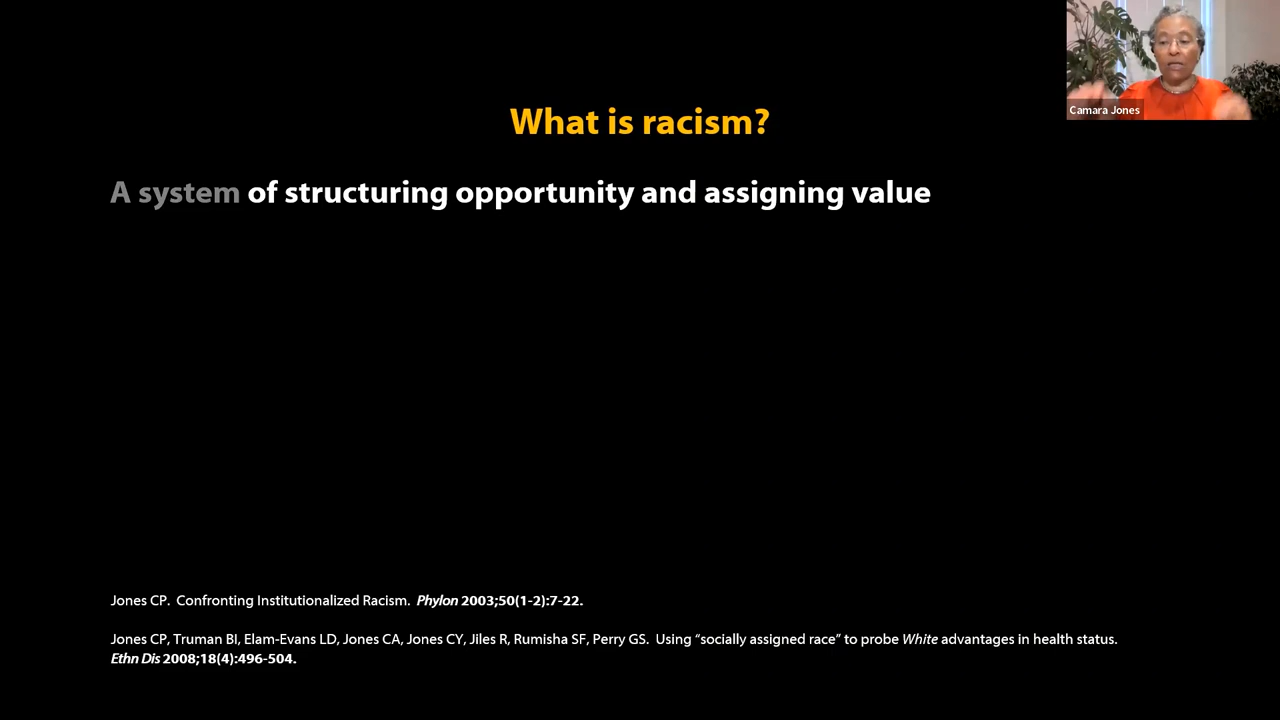 Camara Jones
What is racism?
A system of structuring opportunity and assigning value
Jones CP.  Confronting Institutionalized Racism.  Phylon 2003;50(1-2):7-22.
Jones CP, Truman BI, Elam-Evans LD, Jones CA, Jones CY, Jiles R, Rumisha SF, Perry GS.  Using “socially assigned race” to probe White advantages in health status.
Ethn Dis 2008;18(4):496-504.